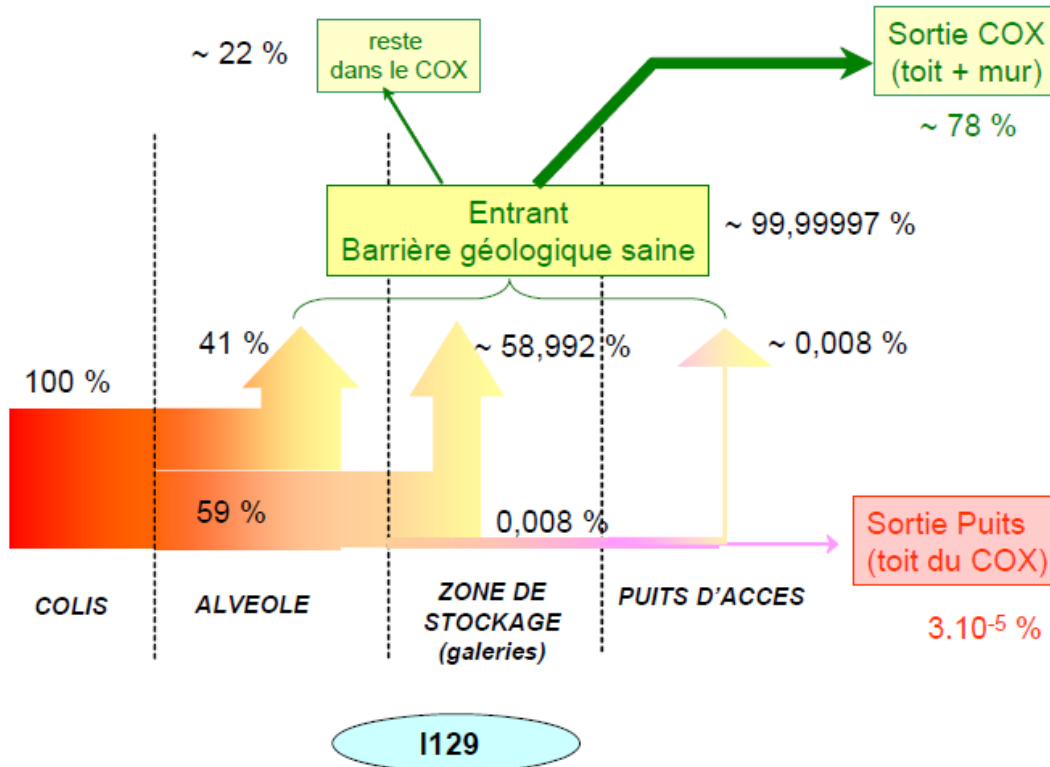 ~ 22 %
reste
dans le COX
Sortie COX
(toit + mur)
~ 78 %
Entrant
Barrière géologique saine
~ 99,99997 %
41 %
~ 58,992 %
~ 0,008 %
100 %
59 %
0,008 %
Sortie Puits
(toit du COX)
3.10⁻⁵ %
COLIS
ALVEOLE
ZONE DE
STOCKAGE
(galeries)
PUITS D'ACCES
I129